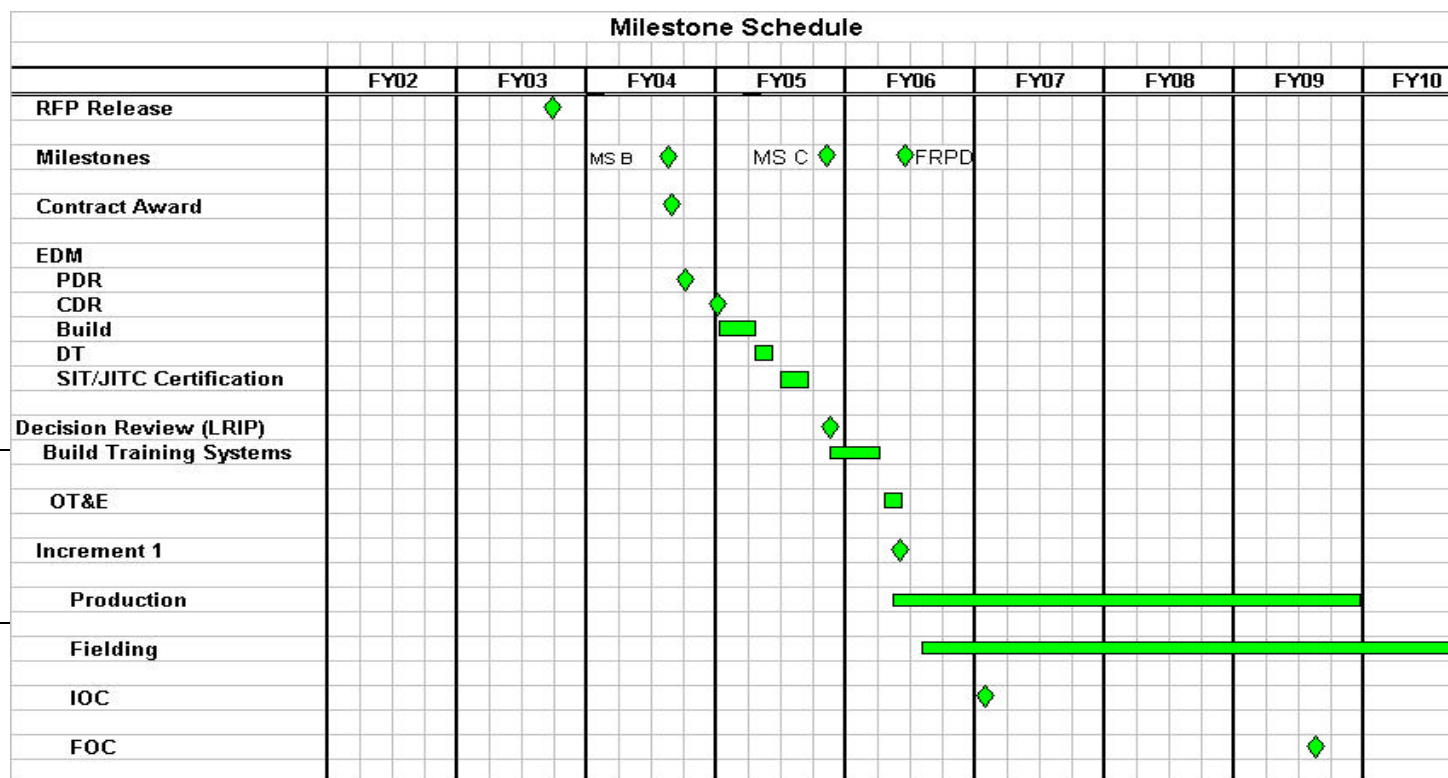 Milestone Schedule
FY02 FY03 FY04 FY05 FY06 FY07 FY08 FY09 FY10
RFP Release
Milestones MS B MS C FRPD
Contract Award
EDM
PDR
CDR
Build
DT
SIT/JITC Certification
Decision Review (LRIP)
Build Training Systems
OT&E
Increment 1
Production
Fielding
IOC
FOC